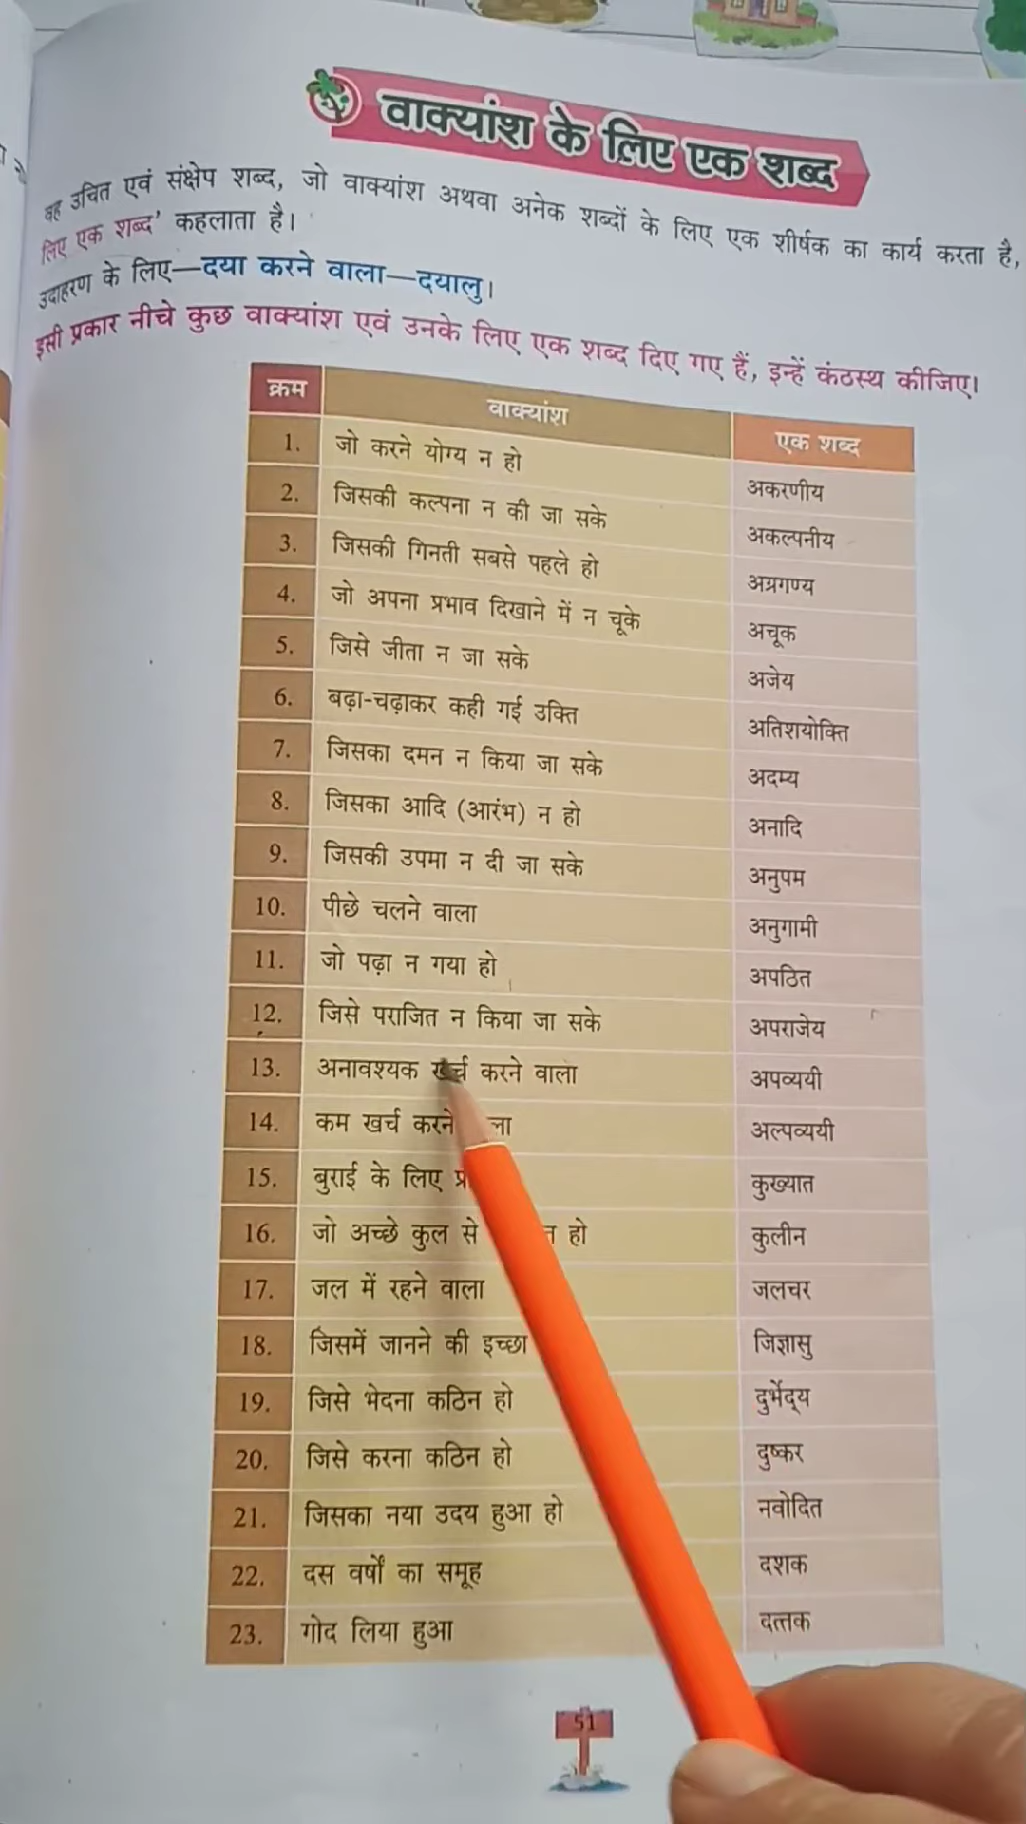 वाक्यांश के लिए एक शब्द
वह उचित एवं संक्षेप शब्द, जो वाक्यांश अथवा अनेक शब्दों के लिए एक शीर्षक का कार्य करता है,
लिए एक शब्द' कहलाता है।
उदाहरण के लिए—दया करने वाला—दयालु।
इसी प्रकार नीचे कुछ वाक्यांश एवं उनके लिए एक शब्द दिए गए हैं, इन्हें कंठस्थ कीजिए।
क्रम वाक्यांश एक शब्द
1. जो करने योग्य न हो अकरणीय
2. जिसकी कल्पना न की जा सके अकल्पनीय
3. जिसकी गिनती सबसे पहले हो अग्रगण्य
4. जो अपना प्रभाव दिखाने में न चूके अचूक
5. जिसे जीता न जा सके अजेय
6. बढ़ा-चढ़ाकर कही गई उक्ति अतिशयोक्ति
7. जिसका दमन न किया जा सके अदम्य
8. जिसका आदि (आरंभ) न हो अनादि
9. जिसकी उपमा न दी जा सके अनुपम
10. पीछे चलने वाला अनुगामी
11. जो पढ़ा न गया हो अपठित
12. जिसे पराजित न किया जा सके अपराजेय
13. अनावश्यक खर्च करने वाला अपव्ययी
14. कम खर्च करने अल्पव्ययी
15. बुराई के लिए कुख्यात
16. जो अच्छे कुल से हो कुलीन
17. जल में रहने वाला जलचर
18. जिसमें जानने की इच्छा जिज्ञासु
19. जिसे भेदना कठिन हो दुर्भेद्य
20. जिसे करना कठिन हो दुष्कर
21. जिसका नया उदय हुआ हो नवोदित
22. दस वर्षों का समूह दशक
23. गोद लिया हुआ दत्तक
51